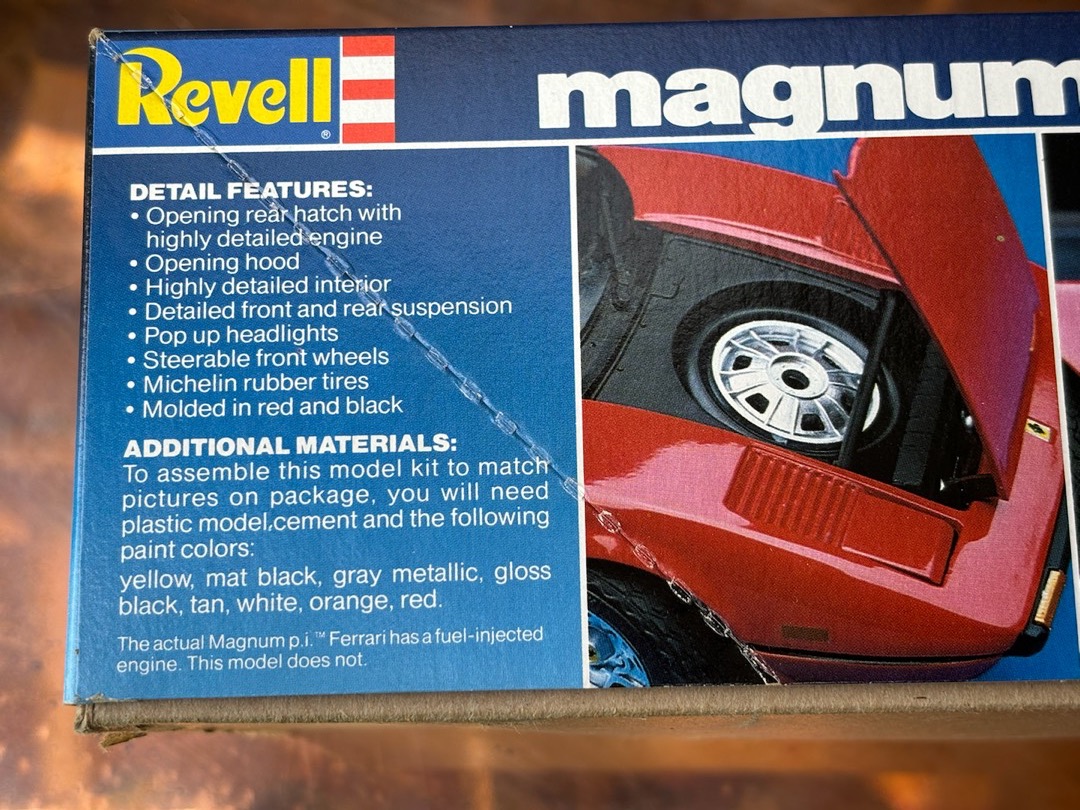 Revell®
magnum
DETAIL FEATURES:
• Opening rear hatch with
highly detailed engine
• Opening hood
• Highly detailed interior
• Detailed front and rear suspension
• Pop up headlights
• Steerable front wheels
• Michelin rubber tires
• Molded in red and black
ADDITIONAL MATERIALS:
To assemble this model kit to match
pictures on package, you will need
plastic model.cement and the following
paint colors:
yellow, mat black, gray metallic, gloss
black, tan, white, orange, red.
The actual Magnum p.i.™ Ferrari has a fuel-injected
engine. This model does not.